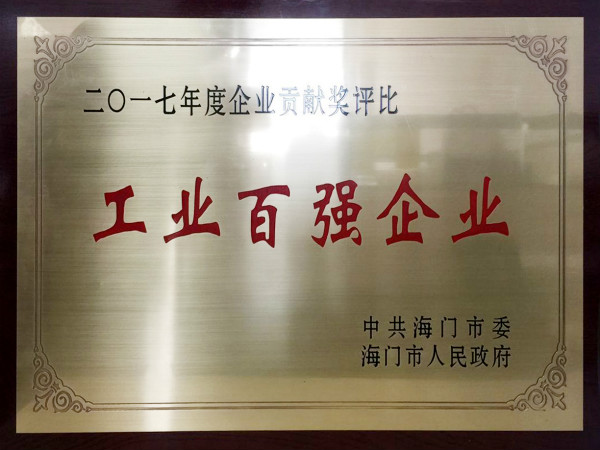 二〇一七年度企业贡献奖评比
工业百强企业
中共海门市委
海门市人民政府